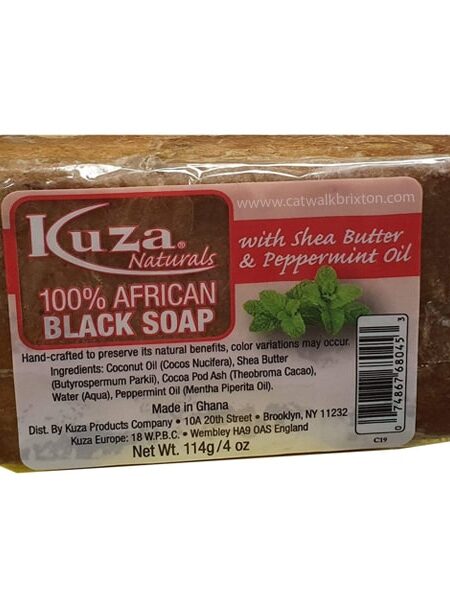 www.catwalkbrixton.com
Kuza®
Naturals
with Shea Butter
& Peppermint Oil
100% AFRICAN
BLACK SOAP
Hand-crafted to preserve its natural benefits, color variations may occur.
Ingredients: Coconut Oil (Cocos Nucifera), Shea Butter
(Butyrospermum Parkii), Cocoa Pod Ash (Theobroma Cacao),
Water (Aqua), Peppermint Oil (Mentha Piperita Oil).
Made in Ghana
Dist. By Kuza Products Company • 10A 20th Street • Brooklyn, NY 11232
Kuza Europe: 18 W.P.B.C. • Wembley HA9 OAS England
Net Wt. 114g/4 oz
0 74867 68045 3
C19